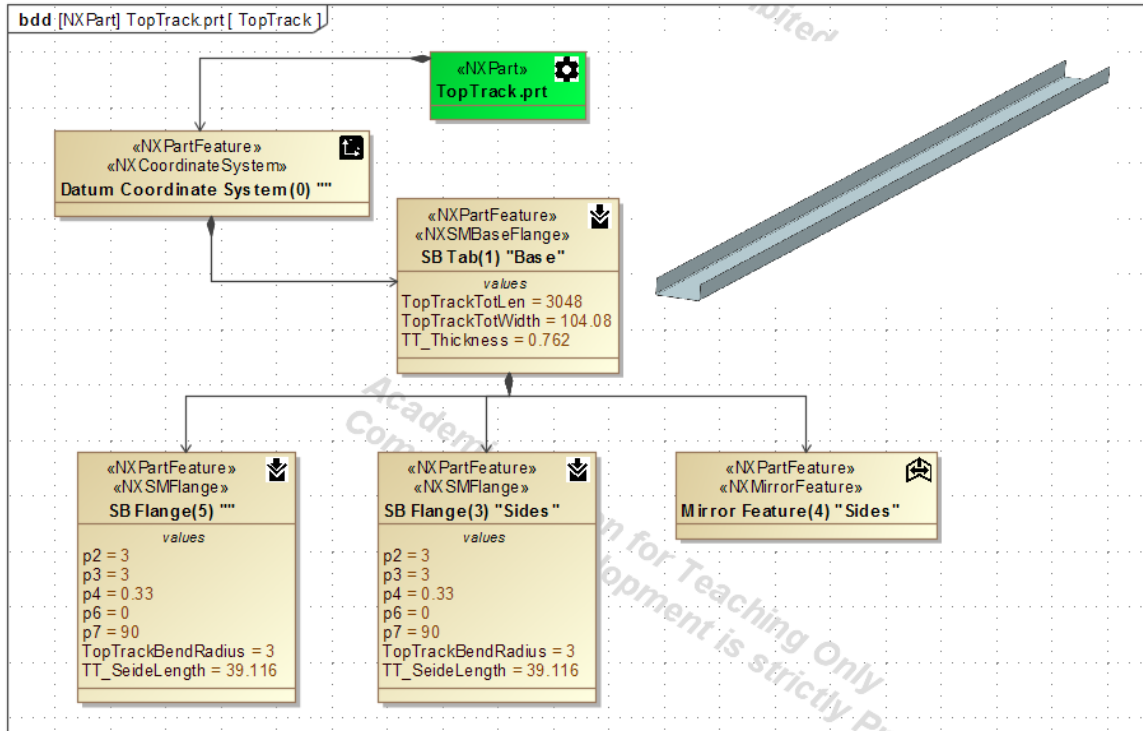 bdd [NXPart] TopTrack.prt [ TopTrack ]
«NXPart»
TopTrack.prt
«NXPartFeature»
«NXCoordinateSystem»
Datum Coordinate System(0) ""
«NXPartFeature»
«NXSMBaseFlange»
SB Tab(1) "Base"
values
TopTrackTotLen = 3048
TopTrackTotWidth = 104.08
TT_Thickness = 0.762
«NXPartFeature»
«NXSMFlange»
SB Flange(5) ""
values
p2 = 3
p3 = 3
p4 = 0.33
p6 = 0
p7 = 90
TopTrackBendRadius = 3
TT_SeideLength = 39.116
«NXPartFeature»
«NXSMFlange»
SB Flange(3) "Sides"
values
p2 = 3
p3 = 3
p4 = 0.33
p6 = 0
p7 = 90
TopTrackBendRadius = 3
TT_SeideLength = 39.116
«NXPartFeature»
«NXMirrorFeature»
Mirror Feature(4) "Sides"
for Teaching Only
is strictly